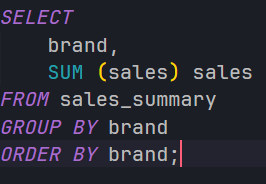 SELECT
    brand,
    SUM (sales) sales
FROM sales_summary
GROUP BY brand
ORDER BY brand;